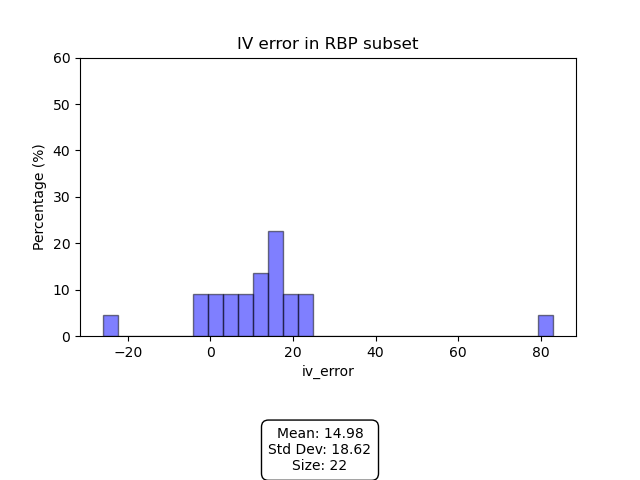 IV error in RBP subset
60
50
40
30
20
10
0
Percentage (%)
−20
0
20
40
60
80
iv_error
Mean: 14.98
Std Dev: 18.62
Size: 22